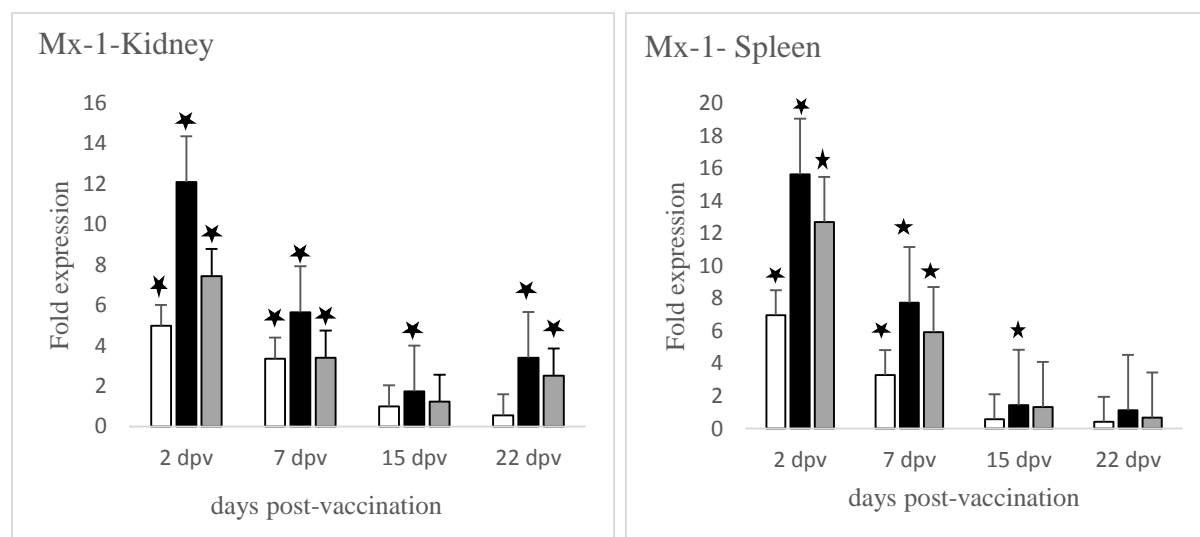 Mx-1-Kidney
16
14
12
10
8
6
4
2
0
Fold expression
2 dpv 7 dpv 15 dpv 22 dpv
days post-vaccination
Mx-1- Spleen
20
18
16
14
12
10
8
6
4
2
0
Fold expression
2 dpv 7 dpv 15 dpv 22 dpv
days post-vaccination